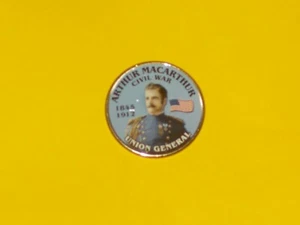 ARTHUR MACARTHUR
CIVIL WAR
1845
1912
UNION GENERAL